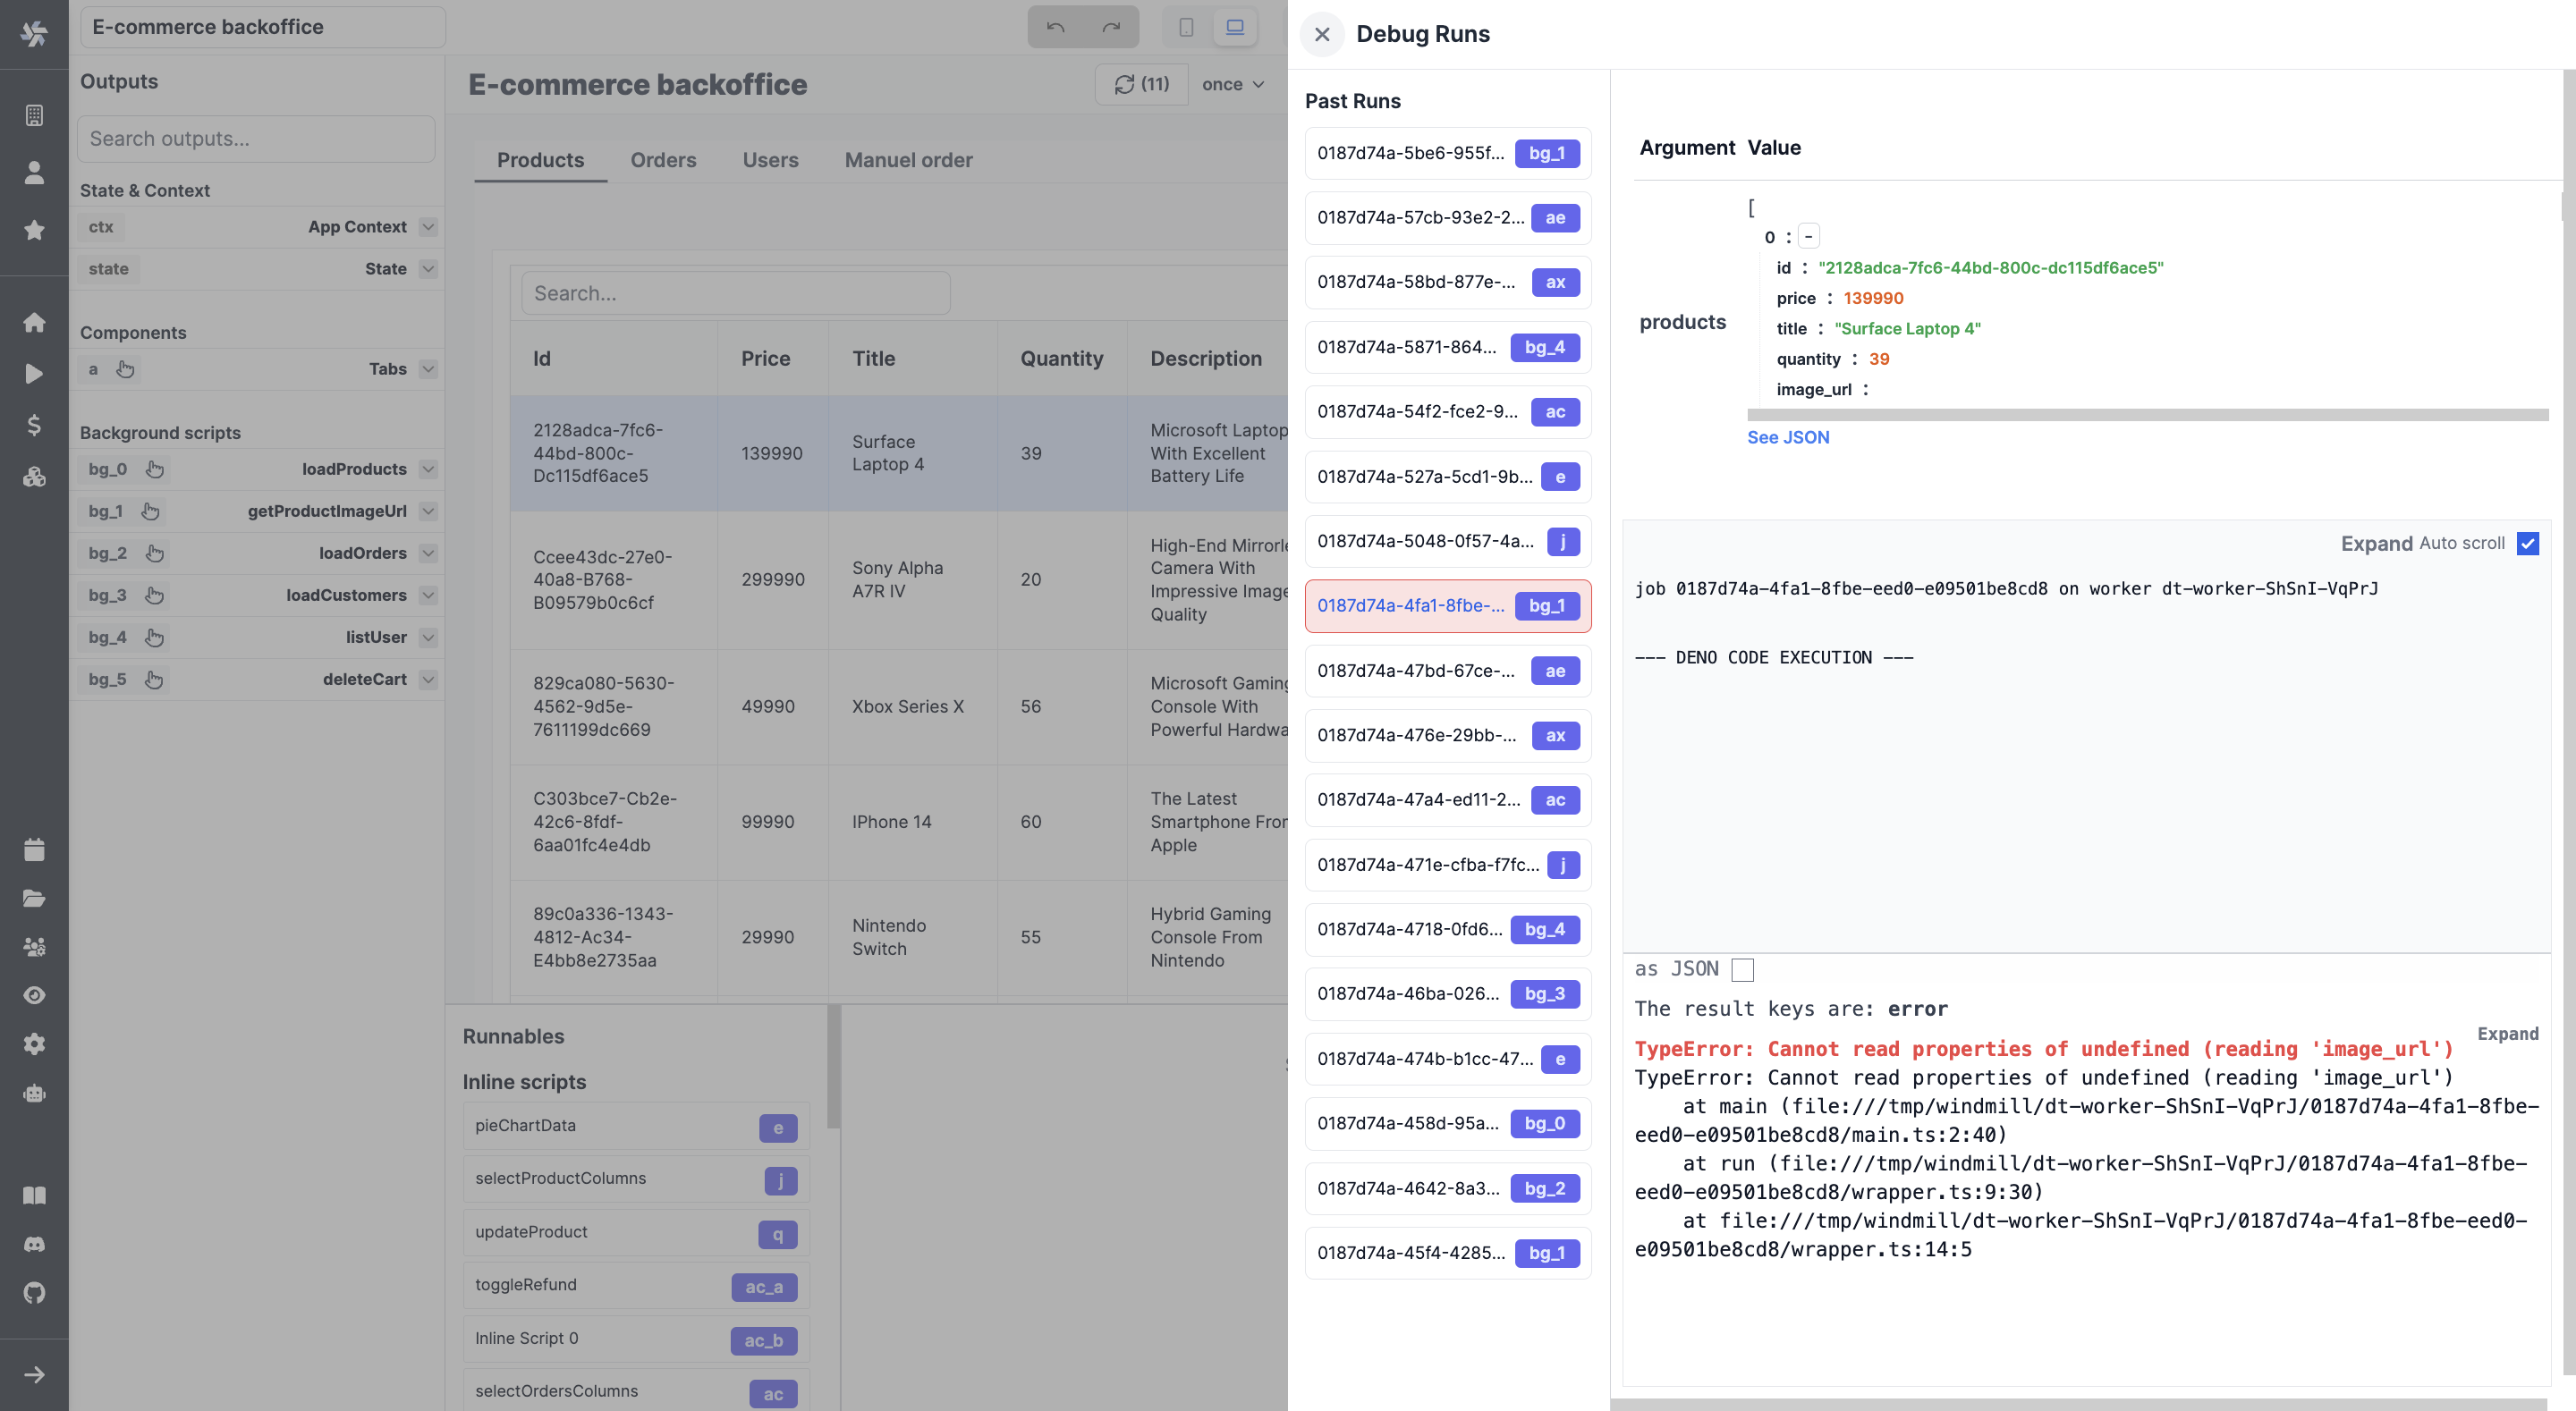 E-commerce backoffice
Outputs
Search outputs...
State & Context
ctx App Context
state State
Components
a Tabs
Background scripts
bg_0 loadProducts
bg_1 getProductImageUrl
bg_2 loadOrders
bg_3 loadCustomers
bg_4 listUser
bg_5 deleteCart
E-commerce backoffice
(11) once
Products Orders Users Manuel order
Search...
Id Price Title Quantity Description
2128adca-7fc6-
44bd-800c-
Dc115df6ace5
139990
Surface
Laptop 4
39
Microsoft Laptop
With Excellent
Battery Life
Ccee43dc-27e0-
40a8-B768-
B09579b0c6cf
299990
Sony Alpha
A7R IV
20
High-End Mirrorle
Camera With
Impressive Image
Quality
829ca080-5630-
4562-9d5e-
7611199dc669
49990
Xbox Series X
56
Microsoft Gaming
Console With
Powerful Hardwa
C303bce7-Cb2e-
42c6-8fdf-
6aa01fc4e4db
99990
IPhone 14
60
The Latest
Smartphone From
Apple
89c0a336-1343-
4812-Ac34-
E4bb8e2735aa
29990
Nintendo
Switch
55
Hybrid Gaming
Console From
Nintendo
Runnables
Inline scripts
pieChartData e
selectProductColumns j
updateProduct q
toggleRefund ac_a
Inline Script 0 ac_b
selectOrdersColumns ac
Debug Runs
Past Runs
0187d74a-5be6-955f... bg_1
0187d74a-57cb-93e2-2... ae
0187d74a-58bd-877e-... ax
0187d74a-5871-864... bg_4
0187d74a-54f2-fce2-9... ac
0187d74a-527a-5cd1-9b... e
0187d74a-5048-0f57-4a... j
0187d74a-4fa1-8fbe-... bg_1
0187d74a-47bd-67ce-... ae
0187d74a-476e-29bb-... ax
0187d74a-47a4-ed11-2... ac
0187d74a-471e-cfba-f7fc... j
0187d74a-4718-0fd6... bg_4
0187d74a-46ba-026... bg_3
0187d74a-474b-b1cc-47... e
0187d74a-458d-95a... bg_0
0187d74a-4642-8a3... bg_2
0187d74a-45f4-4285... bg_1
Argument Value
products
[
0 : -
id : "2128adca-7fc6-44bd-800c-dc115df6ace5"
price : 139990
title : "Surface Laptop 4"
quantity : 39
image_url :
See JSON
Expand Auto scroll
job 0187d74a-4fa1-8fbe-eed0-e09501be8cd8 on worker dt-worker-ShSnI-VqPrJ
--- DENO CODE EXECUTION ---
as JSON
The result keys are: error
Expand
TypeError: Cannot read properties of undefined (reading 'image_url')
TypeError: Cannot read properties of undefined (reading 'image_url')
at main (file:///tmp/windmill/dt-worker-ShSnI-VqPrJ/0187d74a-4fa1-8fbe-
eed0-e09501be8cd8/main.ts:2:40)
at run (file:///tmp/windmill/dt-worker-ShSnI-VqPrJ/0187d74a-4fa1-8fbe-
eed0-e09501be8cd8/wrapper.ts:9:30)
at file:///tmp/windmill/dt-worker-ShSnI-VqPrJ/0187d74a-4fa1-8fbe-eed0-
e09501be8cd8/wrapper.ts:14:5